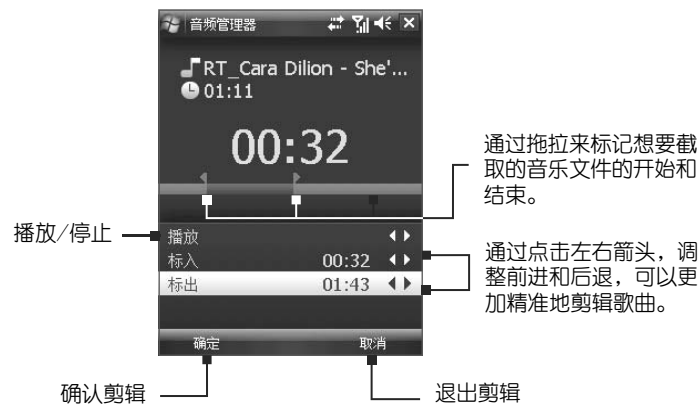 音频管理器
RT_Cara Dilion - She'...
01:11
00:32
通过拖拉来标记想要截
取的音乐文件的开始和
结束。
播放/停止
播放
标入 00:32
标出 01:43
通过点击左右箭头，调
整前进和后退，可以更
加精准地剪辑歌曲。
确定 取消
确认剪辑 退出剪辑